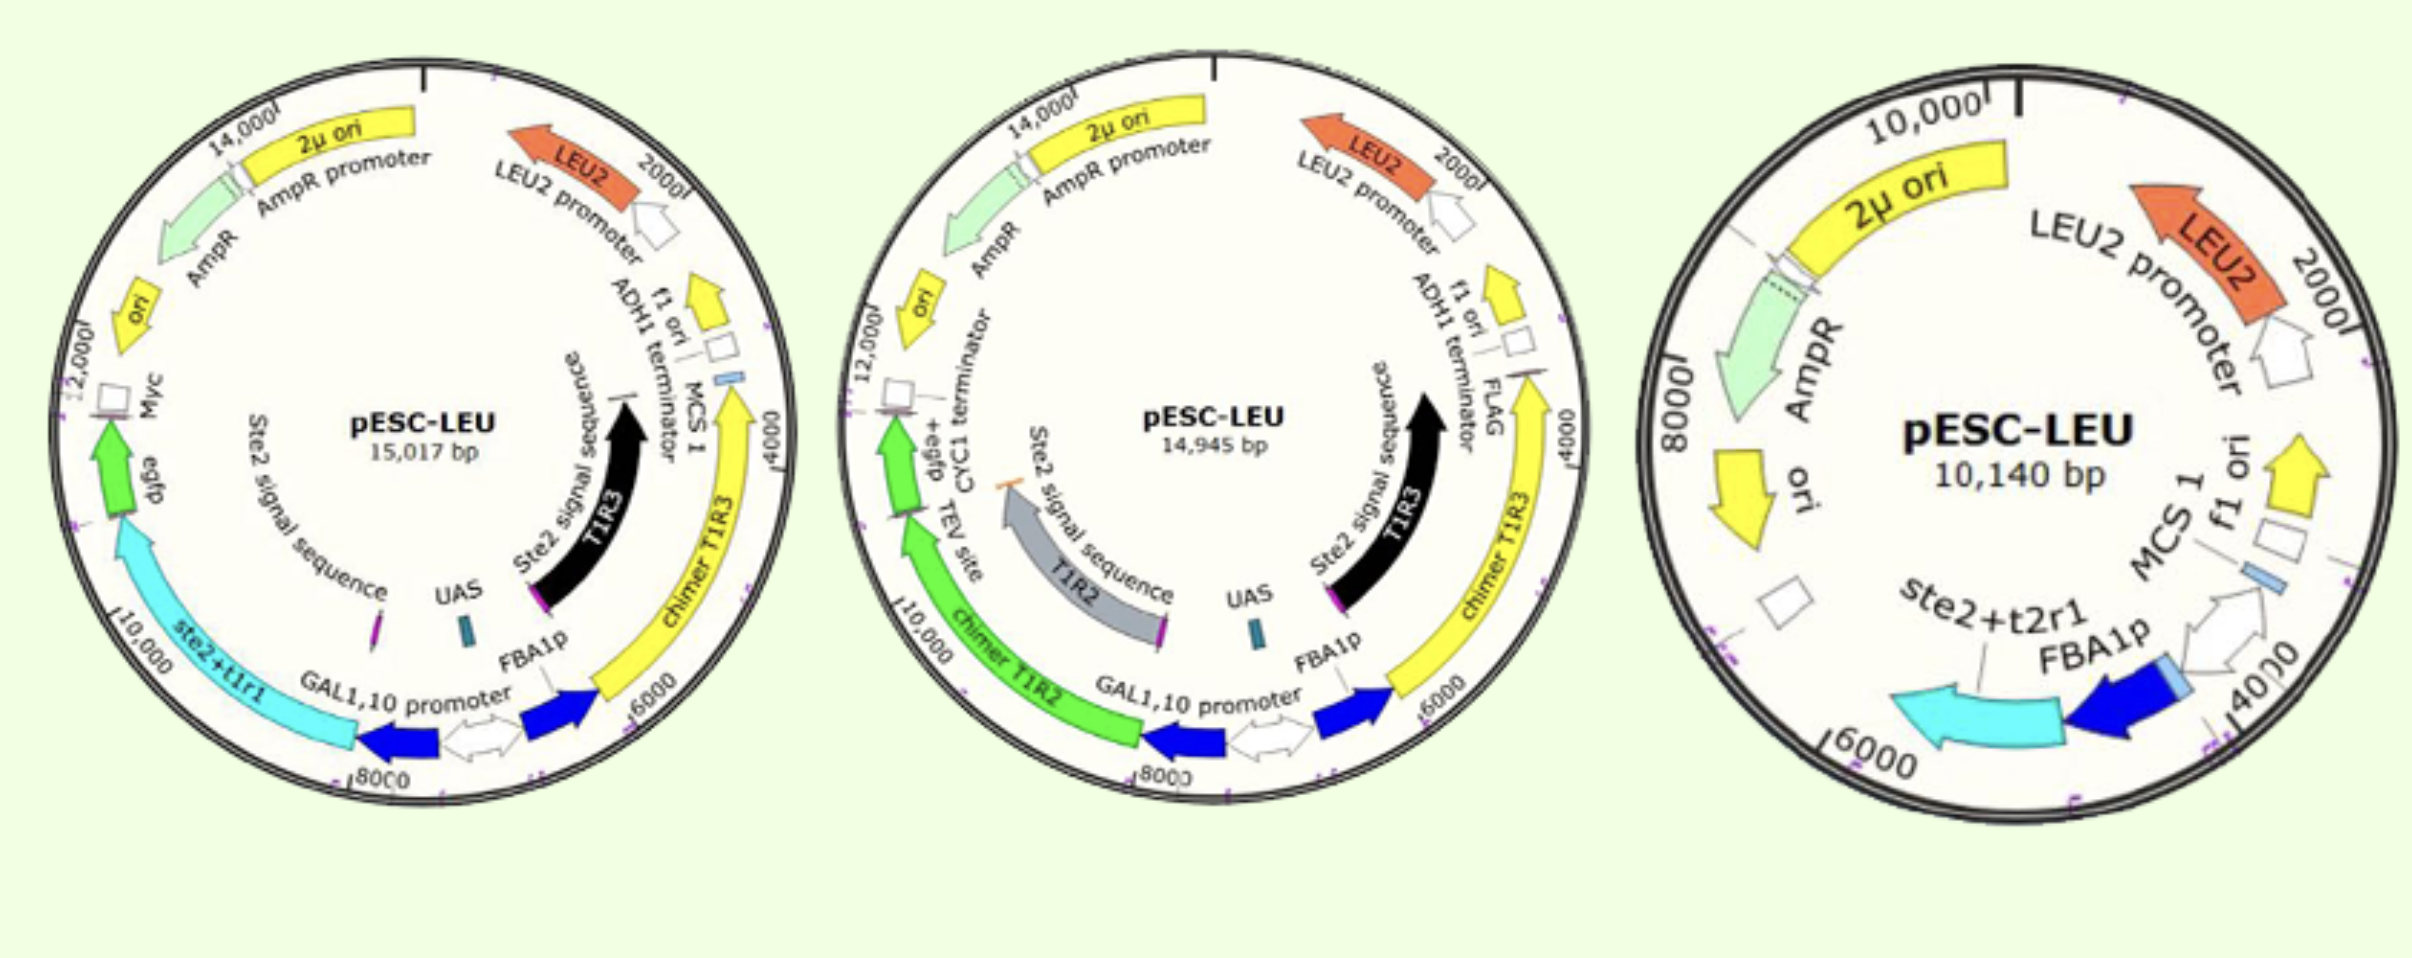 14,000
2μ ori
AmpR promoter
LEU2
LEU2 promoter
2000
AmpR
ori
f1 ori
ADH1 terminator
12,000
Myc
MCS 1
pESC-LEU
15,017 bp
4000
egfp
Ste2 signal sequence
Ste2 signal sequence
T1R3
chimer T1R3
UAS
FBA1p
10,000
ste2+t1r1
GAL1,10 promoter
6000
8000
14,000
2μ ori
AmpR promoter
LEU2
LEU2 promoter
2000
AmpR
ori
f1 ori
ADH1 terminator
12,000
CYC1 terminator
FLAG
pESC-LEU
14,945 bp
4000
+egfp
TEV site
Ste2 signal sequence
Ste2 signal sequence
T1R2
T1R3
chimer T1R3
UAS
FBA1p
10,000
chimer T1R2
GAL1,10 promoter
6000
8000
10,000
2μ ori
LEU2
LEU2 promoter
2000
AmpR
8000
pESC-LEU
10,140 bp
ori
f1 ori
MCS 1
ste2+t2r1
FBA1p
4000
6000